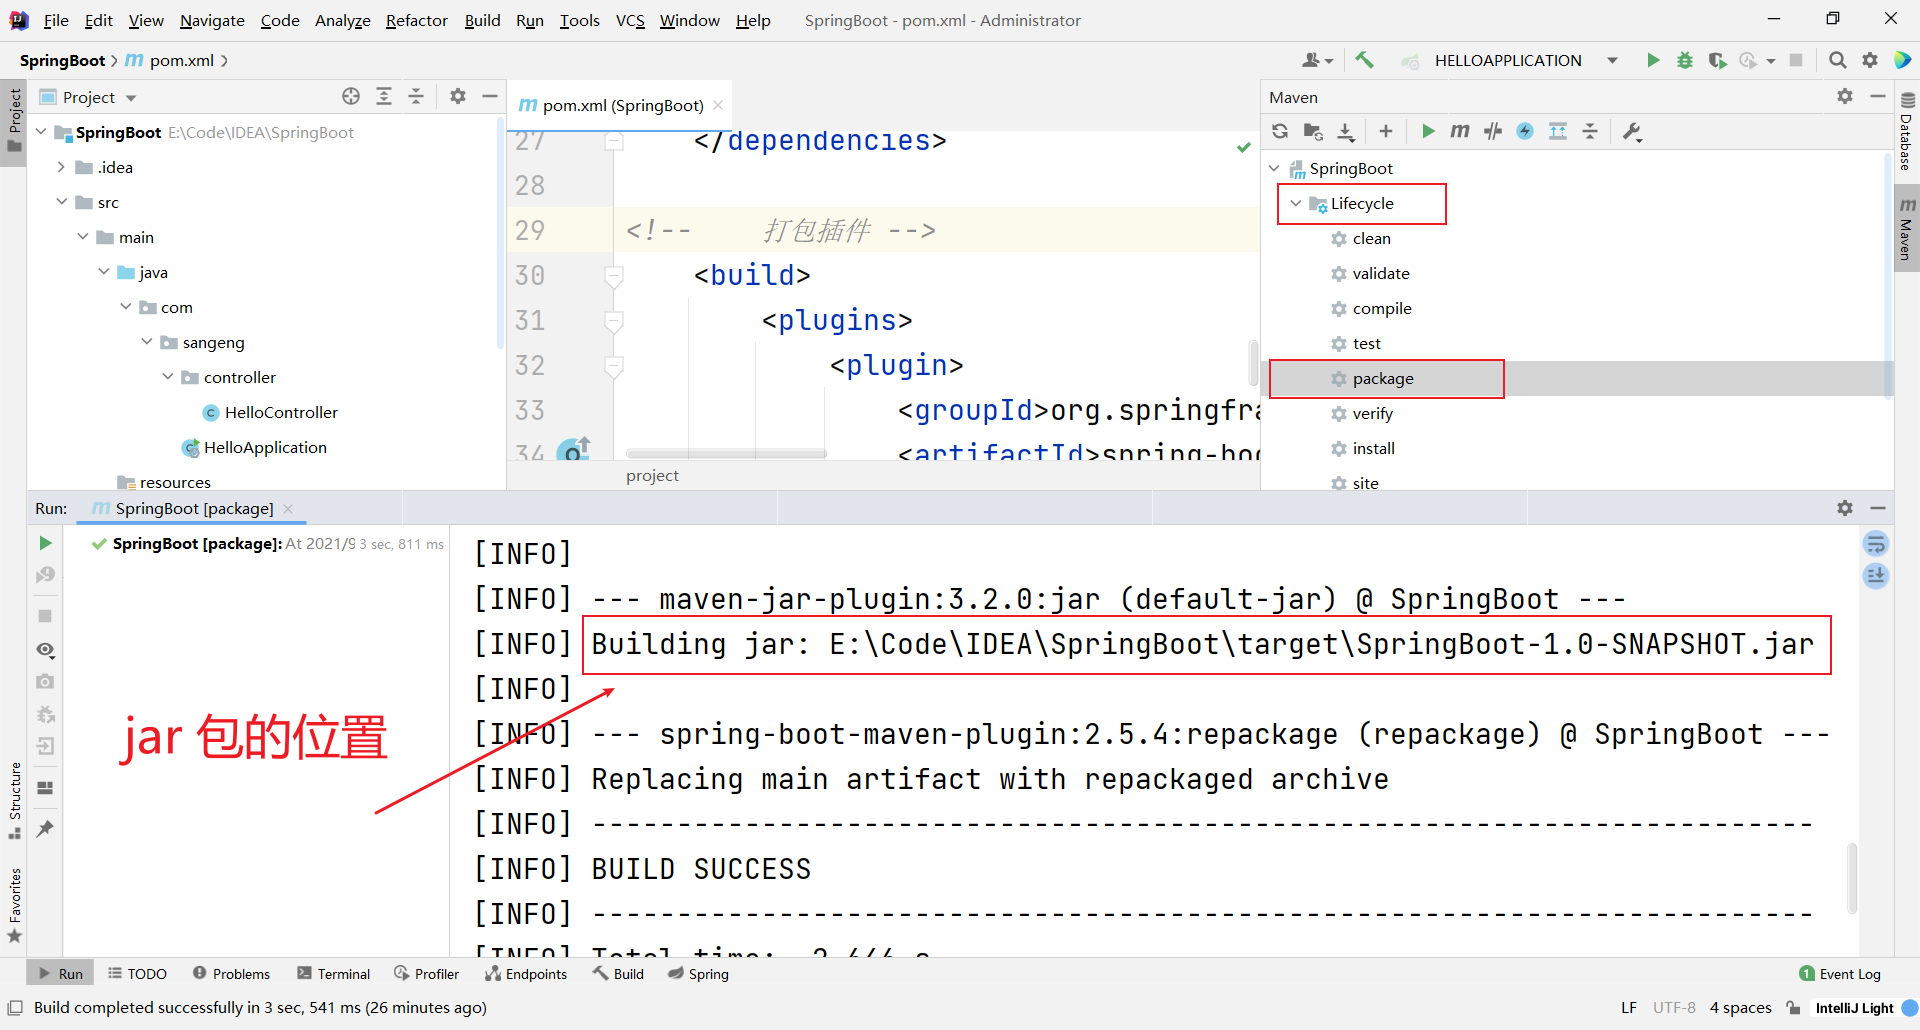 File Edit View Navigate Code Analyze Refactor Build Run Tools VCS Window Help SpringBoot - pom.xml - Administrator
SpringBoot pom.xml HELLOAPPLICATION
Project
Project
SpringBoot E:\Code\IDEA\SpringBoot
.idea
src
main
java
com
sangeng
controller
HelloController
HelloApplication
resources
pom.xml (SpringBoot)
27 </dependencies>
28
29 <!-- 打包插件 -->
30 <build>
31 <plugins>
32 <plugin>
33 <groupId>org.springfra
34 <artifactId>spring-boo
project
Maven
SpringBoot
Lifecycle
clean
validate
compile
test
package
verify
install
site
Database
Maven
Run: SpringBoot [package]
SpringBoot [package]: At 2021/9 3 sec, 811 ms
[INFO]
[INFO] --- maven-jar-plugin:3.2.0:jar (default-jar) @ SpringBoot ---
[INFO] Building jar: E:\Code\IDEA\SpringBoot\target\SpringBoot-1.0-SNAPSHOT.jar
[INFO]
[INFO] --- spring-boot-maven-plugin:2.5.4:repackage (repackage) @ SpringBoot ---
[INFO] Replacing main artifact with repackaged archive
[INFO] ------------------------------------------------------------------------
[INFO] BUILD SUCCESS
[INFO] ------------------------------------------------------------------------
[INFO] Total time:
jar 包的位置
Structure
Favorites
Run TODO Problems Terminal Profiler Endpoints Build Spring 1 Event Log
Build completed successfully in 3 sec, 541 ms (26 minutes ago) LF UTF-8 4 spaces IntelliJ Light